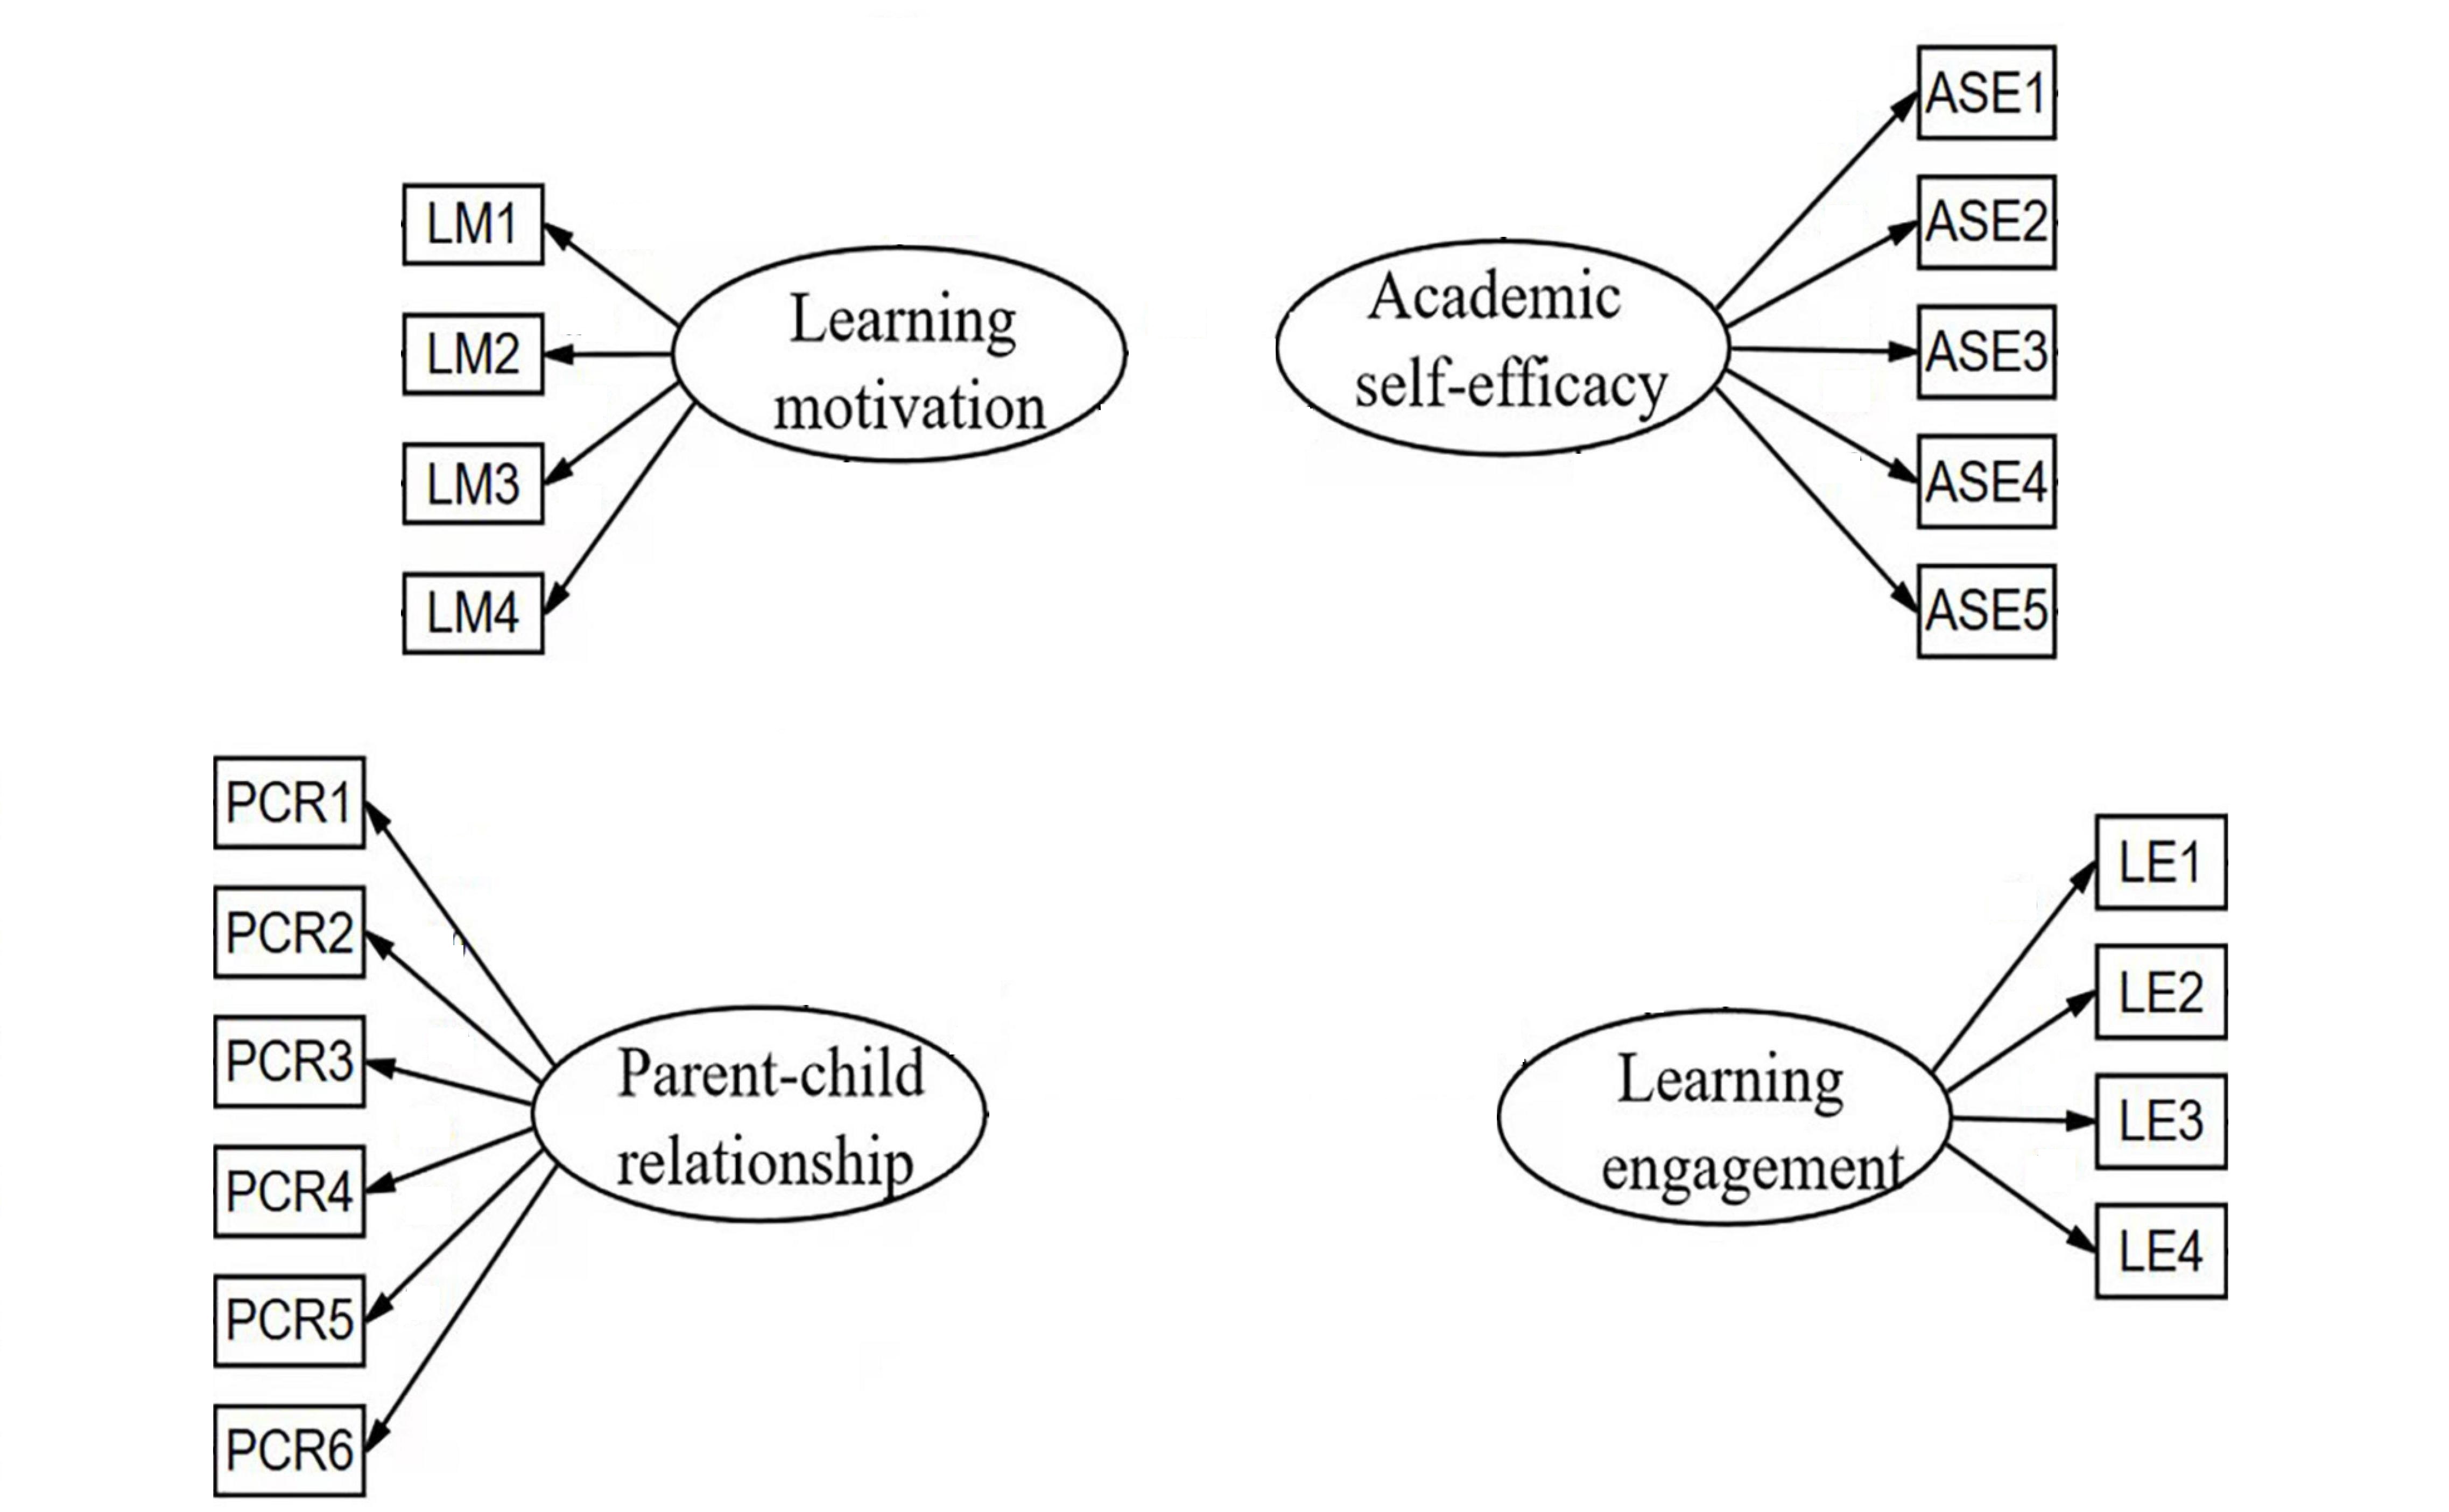 LM1
LM2
LM3
LM4
Learning
motivation
Academic
self-efficacy
ASE1
ASE2
ASE3
ASE4
ASE5
PCR1
PCR2
PCR3
PCR4
PCR5
PCR6
Parent-child
relationship
Learning
engagement
LE1
LE2
LE3
LE4